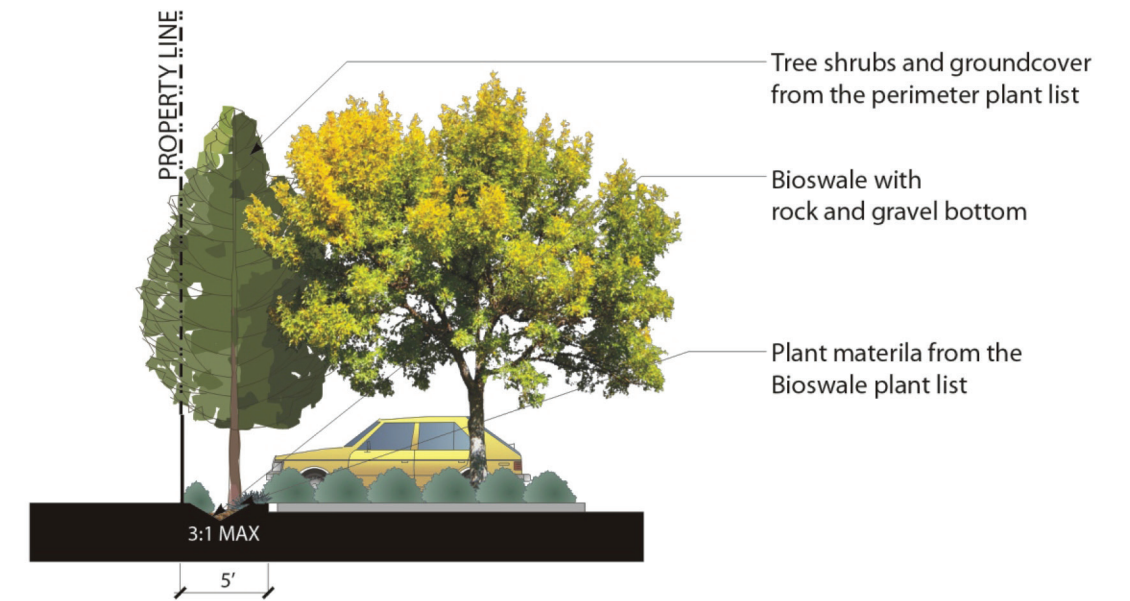 PROPERTY LINE
Tree shrubs and groundcover
from the perimeter plant list
Bioswale with
rock and gravel bottom
Plant materila from the
Bioswale plant list
3:1 MAX
5'